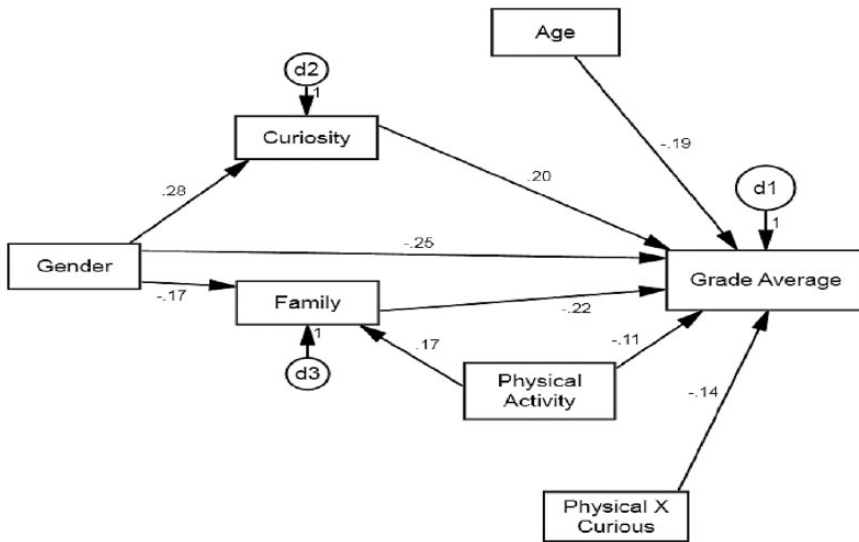 Age
d2
1
Curiosity
.28
.20
-.19
d1
1
Gender
-.25
Grade Average
-.17
Family
-.22
1
d3
.17
-.11
Physical
Activity
-.14
Physical X
Curious